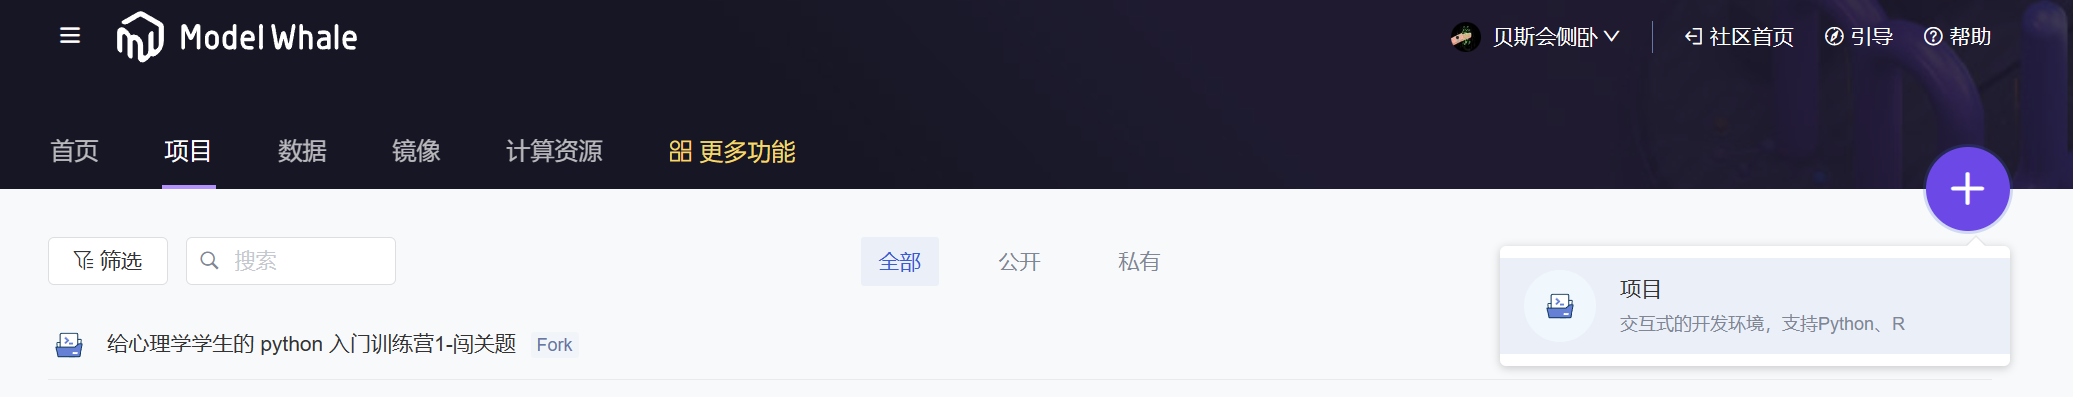 Model Whale
贝斯会侧卧
社区首页
引导
帮助
首页
项目
数据
镜像
计算资源
更多功能
筛选
搜索
全部
公开
私有
项目
交互式的开发环境，支持Python、R
给心理学学生的 python 入门训练营1-闯关题 Fork